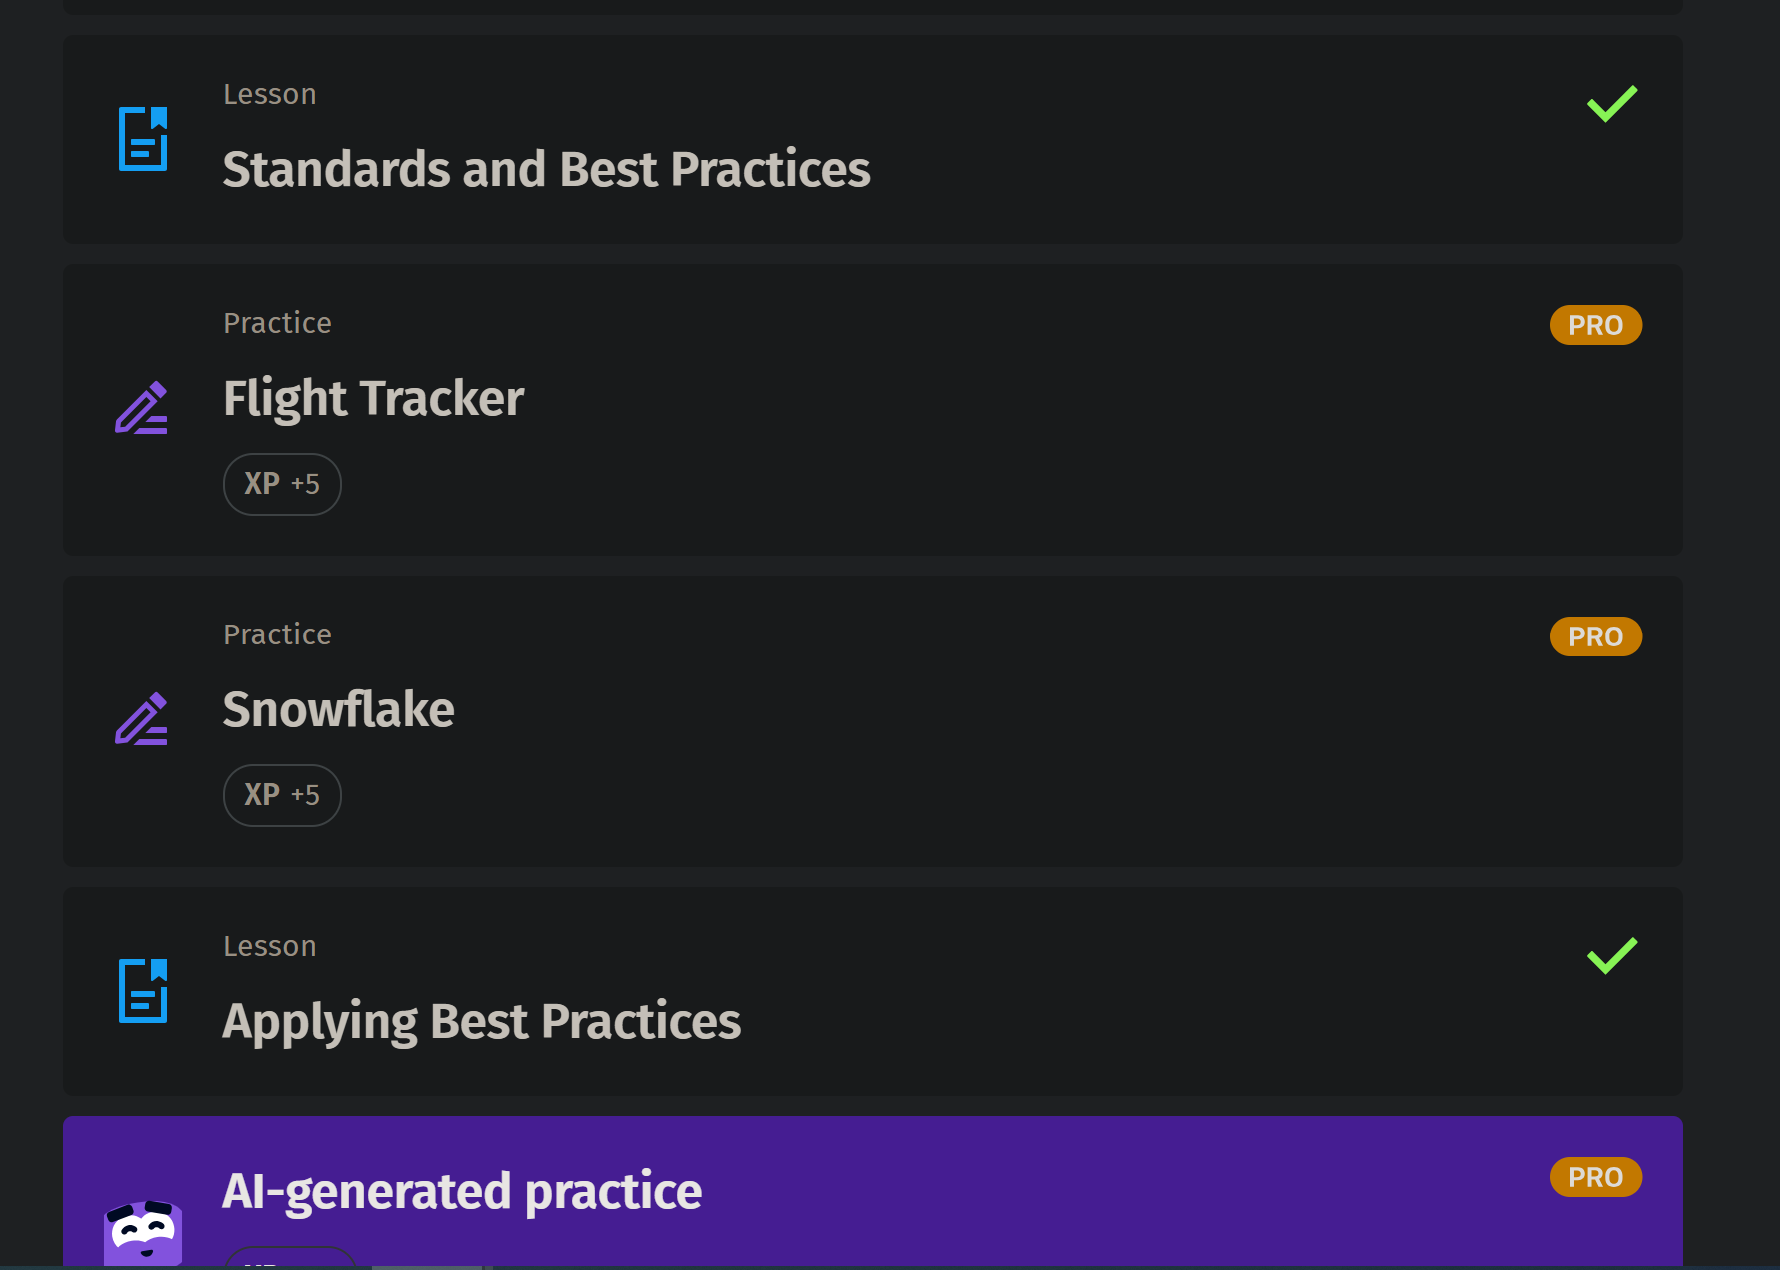 Lesson
Standards and Best Practices
Practice
PRO
Flight Tracker
XP +5
Practice
PRO
Snowflake
XP +5
Lesson
Applying Best Practices
AI-generated practice
PRO